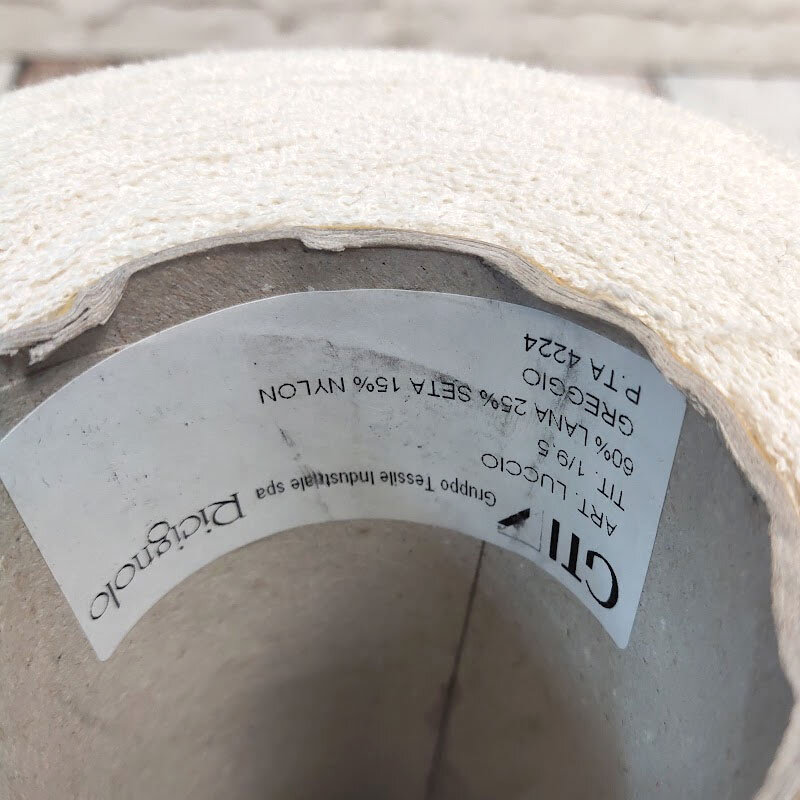 GTI
Gruppo Tessile Industriale spa
Ricignolo
ART. LUCCIO
TIT. 1/9.5
60% LANA 25% SETA 15% NYLON
GREGGIO
P.TA 4224